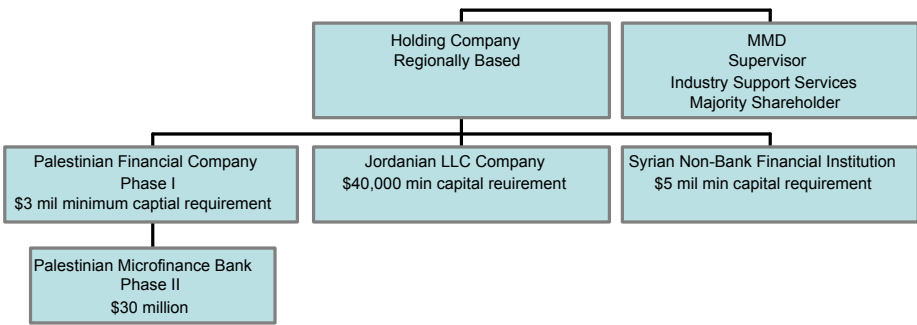 Holding Company
Regionally Based
MMD
Supervisor
Industry Support Services
Majority Shareholder
Palestinian Financial Company
Phase I
$3 mil minimum captial requirement
Jordanian LLC Company
$40,000 min capital reuirement
Syrian Non-Bank Financial Institution
$5 mil min capital requirement
Palestinian Microfinance Bank
Phase II
$30 million